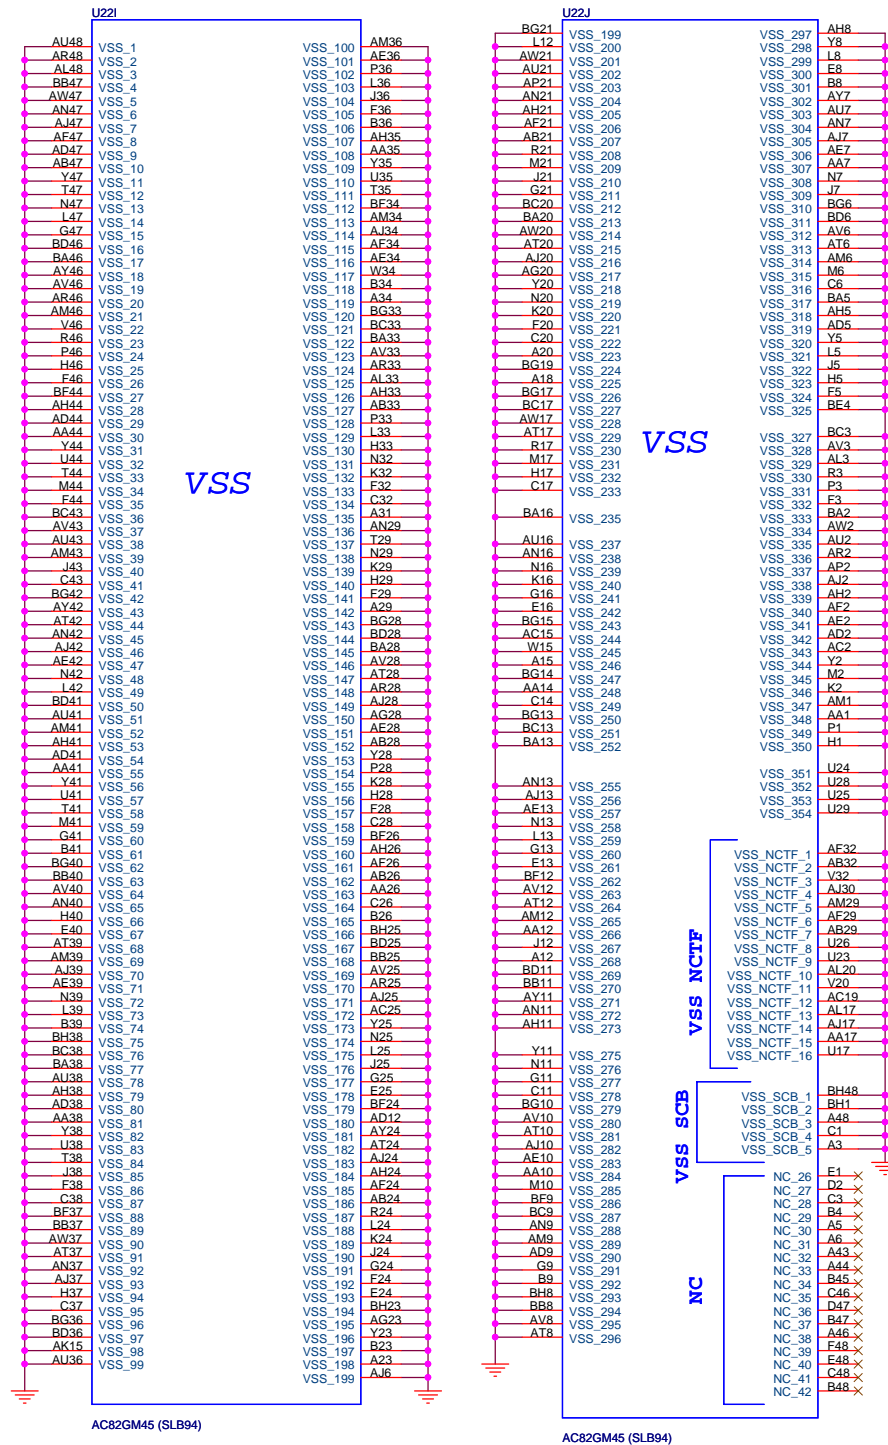 U22I
AU48 VSS_1 VSS_100 AM36
AR48 VSS_2 VSS_101 AE36
AL48 VSS_3 VSS_102 P36
BB47 VSS_4 VSS_103 L36
AW47 VSS_5 VSS_104 J36
AN47 VSS_6 VSS_105 F36
AJ47 VSS_7 VSS_106 B36
AF47 VSS_8 VSS_107 AH35
AD47 VSS_9 VSS_108 AA35
AB47 VSS_10 VSS_109 Y35
Y47 VSS_11 VSS_110 U35
T47 VSS_12 VSS_111 T35
N47 VSS_13 VSS_112 BF34
L47 VSS_14 VSS_113 AM34
G47 VSS_15 VSS_114 AJ34
BD46 VSS_16 VSS_115 AF34
BA46 VSS_17 VSS_116 AE34
AY46 VSS_18 VSS_117 W34
AV46 VSS_19 VSS_118 B34
AR46 VSS_20 VSS_119 A34
AM46 VSS_21 VSS_120 BG33
V46 VSS_22 VSS_121 BC33
R46 VSS_23 VSS_122 BA33
P46 VSS_24 VSS_123 AV33
H46 VSS_25 VSS_124 AR33
F46 VSS_26 VSS_125 AL33
BF44 VSS_27 VSS_126 AH33
AH44 VSS_28 VSS_127 AB33
AD44 VSS_29 VSS_128 P33
AA44 VSS_30 VSS_129 L33
Y44 VSS_31 VSS_130 H33
U44 VSS_32 VSS_131 N32
T44 VSS_33 VSS_132 K32
M44 VSS_34 VSS_133 F32
F44 VSS_35 VSS_134 C32
BC43 VSS_36 VSS_135 A31
AV43 VSS_37 VSS_136 AN29
AU43 VSS_38 VSS_137 T29
AM43 VSS_39 VSS_138 N29
J43 VSS_40 VSS_139 K29
C43 VSS_41 VSS_140 H29
BG42 VSS_42 VSS_141 F29
AY42 VSS_43 VSS_142 A29
AT42 VSS_44 VSS_143 BG28
AN42 VSS_45 VSS_144 BD28
AJ42 VSS_46 VSS_145 BA28
AE42 VSS_47 VSS_146 AV28
N42 VSS_48 VSS_147 AT28
L42 VSS_49 VSS_148 AR28
BD41 VSS_50 VSS_149 AJ28
AU41 VSS_51 VSS_150 AG28
AM41 VSS_52 VSS_151 AE28
AH41 VSS_53 VSS_152 AB28
AD41 VSS_54 VSS_153 Y28
AA41 VSS_55 VSS_154 P28
Y41 VSS_56 VSS_155 K28
U41 VSS_57 VSS_156 H28
T41 VSS_58 VSS_157 F28
M41 VSS_59 VSS_158 C28
G41 VSS_60 VSS_159 BF26
B41 VSS_61 VSS_160 AH26
BG40 VSS_62 VSS_161 AF26
BB40 VSS_63 VSS_162 AB26
AV40 VSS_64 VSS_163 AA26
AN40 VSS_65 VSS_164 C26
H40 VSS_66 VSS_165 B26
E40 VSS_67 VSS_166 BH25
AT39 VSS_68 VSS_167 BD25
AM39 VSS_69 VSS_168 BB25
AJ39 VSS_70 VSS_169 AV25
AE39 VSS_71 VSS_170 AR25
N39 VSS_72 VSS_171 AJ25
L39 VSS_73 VSS_172 AC25
B39 VSS_74 VSS_173 Y25
BH38 VSS_75 VSS_174 N25
BC38 VSS_76 VSS_175 L25
BA38 VSS_77 VSS_176 J25
AU38 VSS_78 VSS_177 G25
AH38 VSS_79 VSS_178 E25
AD38 VSS_80 VSS_179 BF24
AA38 VSS_81 VSS_180 AD12
Y38 VSS_82 VSS_181 AY24
U38 VSS_83 VSS_182 AT24
T38 VSS_84 VSS_183 AJ24
J38 VSS_85 VSS_184 AH24
F38 VSS_86 VSS_185 AF24
C38 VSS_87 VSS_186 AB24
BF37 VSS_88 VSS_187 R24
BB37 VSS_89 VSS_188 L24
AW37 VSS_90 VSS_189 K24
AT37 VSS_91 VSS_190 J24
AN37 VSS_92 VSS_191 G24
AJ37 VSS_93 VSS_192 F24
H37 VSS_94 VSS_193 E24
C37 VSS_95 VSS_194 BH23
BG36 VSS_96 VSS_195 AG23
BD36 VSS_97 VSS_196 Y23
AK15 VSS_98 VSS_197 B23
AU36 VSS_99 VSS_198 A23
VSS_199 AJ6
VSS
AC82GM45 (SLB94)
U22J
BG21 VSS_199 VSS_297 AH8
L12 VSS_200 VSS_298 Y8
AW21 VSS_201 VSS_299 L8
AU21 VSS_202 VSS_300 E8
AP21 VSS_203 VSS_301 B8
AN21 VSS_204 VSS_302 AY7
AH21 VSS_205 VSS_303 AU7
AF21 VSS_206 VSS_304 AN7
AB21 VSS_207 VSS_305 AJ7
R21 VSS_208 VSS_306 AE7
M21 VSS_209 VSS_307 AA7
J21 VSS_210 VSS_308 N7
G21 VSS_211 VSS_309 J7
BC20 VSS_212 VSS_310 BG6
BA20 VSS_213 VSS_311 BD6
AW20 VSS_214 VSS_312 AV6
AT20 VSS_215 VSS_313 AT6
AJ20 VSS_216 VSS_314 AM6
AG20 VSS_217 VSS_315 M6
Y20 VSS_218 VSS_316 C6
N20 VSS_219 VSS_317 BA5
K20 VSS_220 VSS_318 AH5
F20 VSS_221 VSS_319 AD5
C20 VSS_222 VSS_320 Y5
A20 VSS_223 VSS_321 L5
BG19 VSS_224 VSS_322 J5
A18 VSS_225 VSS_323 H5
BG17 VSS_226 VSS_324 F5
BC17 VSS_227 VSS_325 BE4
AW17 VSS_228
AT17 VSS_229 VSS_327 BC3
R17 VSS_230 VSS_328 AV3
M17 VSS_231 VSS_329 AL3
H17 VSS_232 VSS_330 R3
C17 VSS_233 VSS_331 P3
VSS_332 F3
BA16 VSS_235 VSS_333 BA2
VSS_334 AW2
AU16 VSS_237 VSS_335 AU2
AN16 VSS_238 VSS_336 AR2
N16 VSS_239 VSS_337 AP2
K16 VSS_240 VSS_338 AJ2
G16 VSS_241 VSS_339 AH2
E16 VSS_242 VSS_340 AF2
BG15 VSS_243 VSS_341 AE2
AC15 VSS_244 VSS_342 AD2
W15 VSS_245 VSS_343 AC2
A15 VSS_246 VSS_344 Y2
BG14 VSS_247 VSS_345 M2
AA14 VSS_248 VSS_346 K2
C14 VSS_249 VSS_347 AM1
BG13 VSS_250 VSS_348 AA1
BC13 VSS_251 VSS_349 P1
BA13 VSS_252 VSS_350 H1
VSS_351 U24
AN13 VSS_255 VSS_352 U28
AJ13 VSS_256 VSS_353 U25
AE13 VSS_257 VSS_354 U29
N13 VSS_258
L13 VSS_259
G13 VSS_260 VSS_NCTF_1 AF32
E13 VSS_261 VSS_NCTF_2 AB32
BF12 VSS_262 VSS_NCTF_3 V32
AV12 VSS_263 VSS_NCTF_4 AJ30
AT12 VSS_264 VSS_NCTF_5 AM29
AM12 VSS_265 VSS_NCTF_6 AF29
AA12 VSS_266 VSS_NCTF_7 AB29
J12 VSS_267 VSS_NCTF_8 U26
A12 VSS_268 VSS_NCTF_9 U23
BD11 VSS_269 VSS_NCTF_10 AL20
BB11 VSS_270 VSS_NCTF_11 V20
AY11 VSS_271 VSS_NCTF_12 AC19
AN11 VSS_272 VSS_NCTF_13 AL17
AH11 VSS_273 VSS_NCTF_14 AJ17
VSS_NCTF_15 AA17
Y11 VSS_275 VSS_NCTF_16 U17
N11 VSS_276
G11 VSS_277
C11 VSS_278 VSS_SCB_1 BH48
BG10 VSS_279 VSS_SCB_2 BH1
AV10 VSS_280 VSS_SCB_3 A48
AT10 VSS_281 VSS_SCB_4 C1
AJ10 VSS_282 VSS_SCB_5 A3
AE10 VSS_283
AA10 VSS_284 NC_26 E1
M10 VSS_285 NC_27 D2
BF9 VSS_286 NC_28 C3
BC9 VSS_287 NC_29 B4
AN9 VSS_288 NC_30 A5
AM9 VSS_289 NC_31 A6
AD9 VSS_290 NC_32 A43
G9 VSS_291 NC_33 A44
B9 VSS_292 NC_34 B45
BH8 VSS_293 NC_35 C46
BB8 VSS_294 NC_36 D47
AV8 VSS_295 NC_37 B47
AT8 VSS_296 NC_38 A46
NC_39 F48
NC_40 E48
NC_41 C48
NC_42 B48
VSS
VSS NCTF
VSS SCB
NC
AC82GM45 (SLB94)